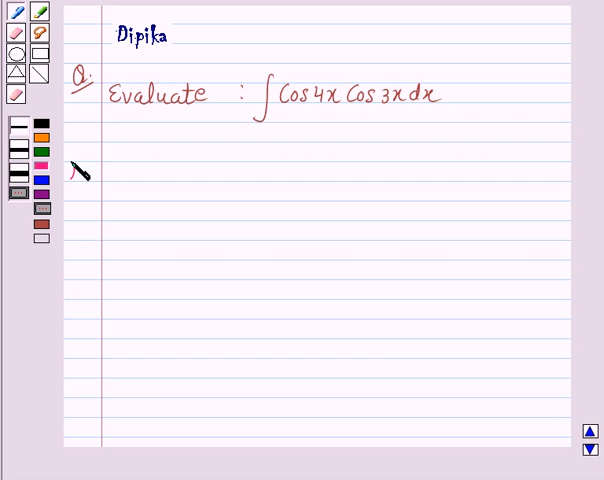 Dipika
Q. Evaluate : ∫ Cos 4x Cos 3x dx